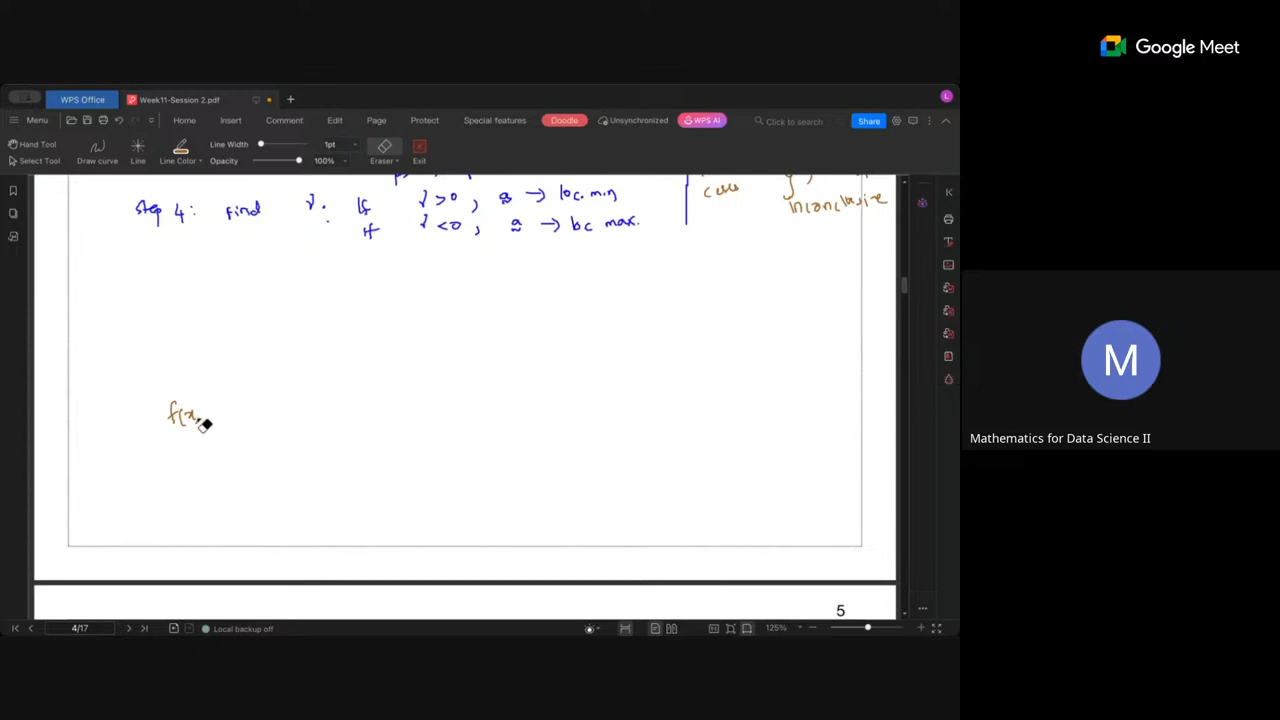 Google Meet
WPS Office
Week11-Session 2.pdf
L
Menu
Home
Insert
Comment
Edit
Page
Protect
Special features
Doodle
Unsynchronized
WPS AI
Click to search
Share
Hand Tool
Select Tool
Draw curve
Line
Line Color
Line Width
1pt
Opacity
100%
Eraser
Exit
cases
inconclusive
Step 4: Find r. If r > 0, a → loc. min
If r < 0, a → loc max.
f(x,
5
M
Mathematics for Data Science II
4/17
Local backup off
125%